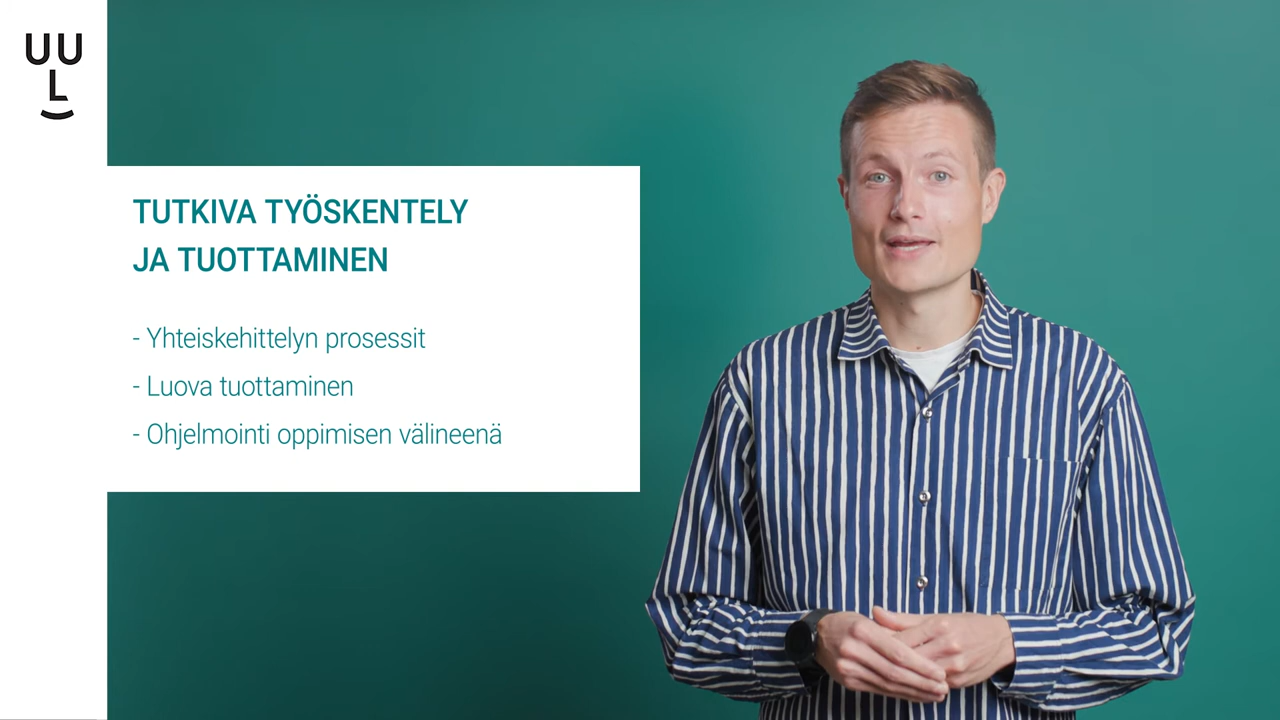 UU
L
TUTKIVA TYÖSKENTELY
JA TUOTTAMINEN
- Yhteiskehittelyn prosessit
- Luova tuottaminen
- Ohjelmointi oppimisen välineenä